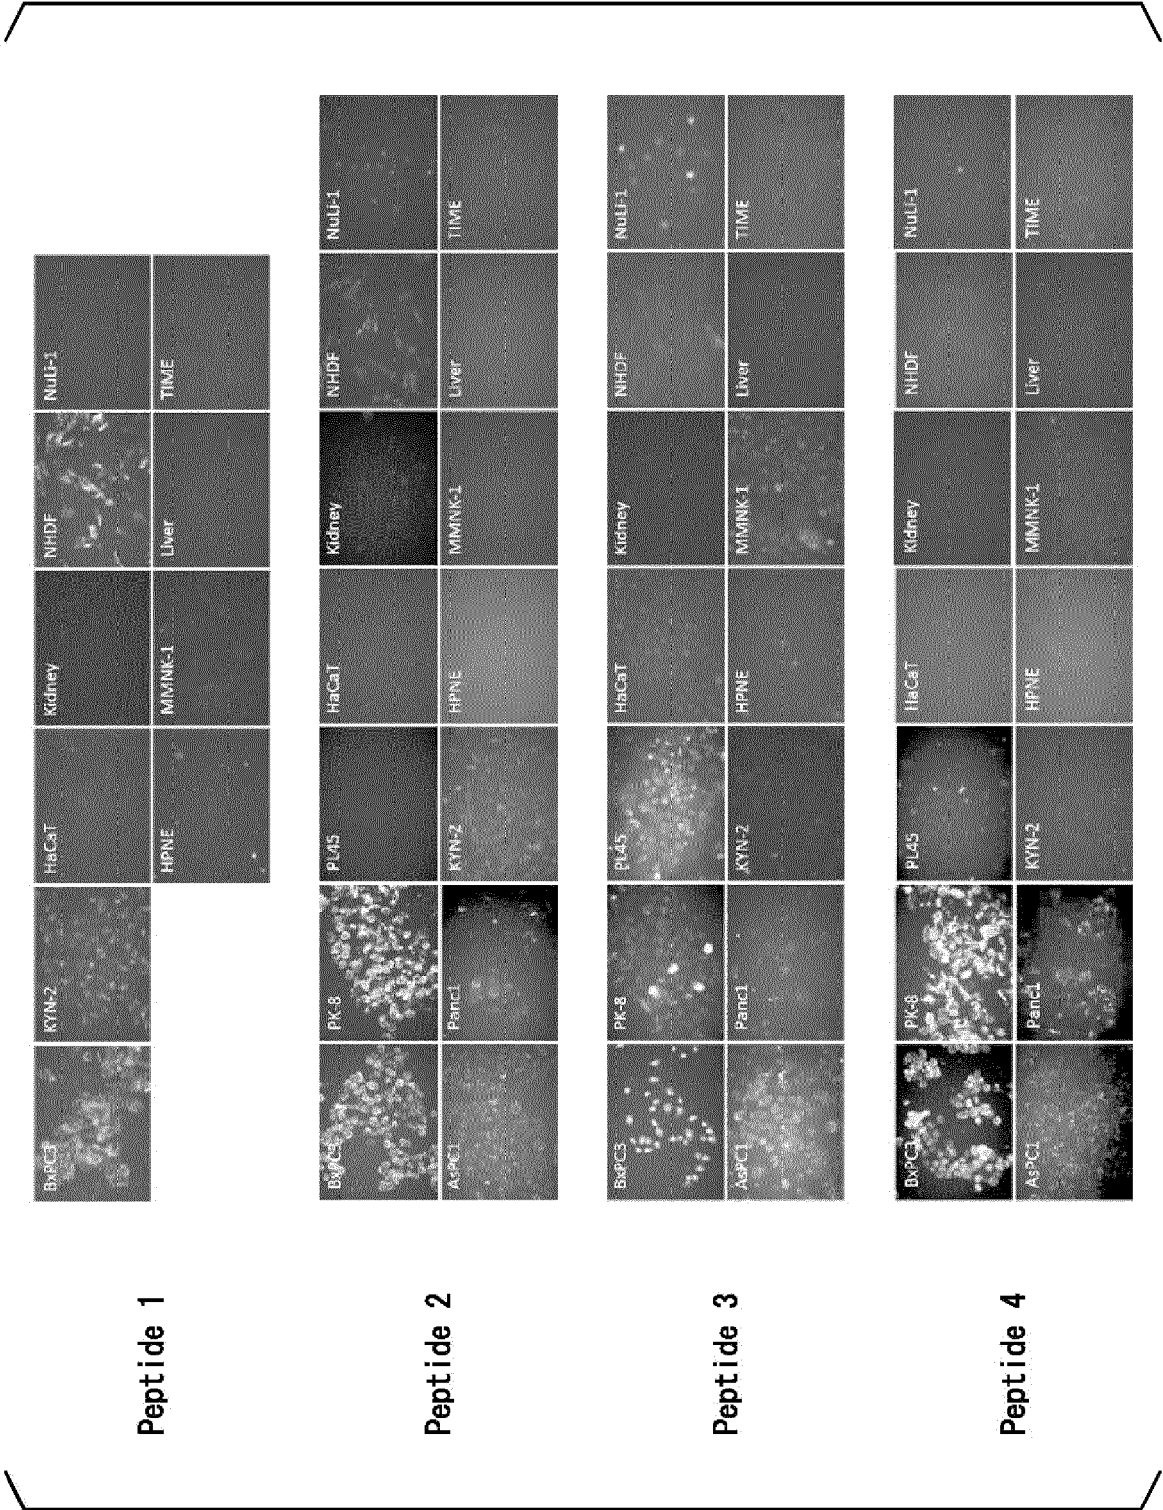 Peptide 1
BxPC3 KYN-2 HaCaT Kidney NHDF NuLi-1
HPNE MMNK-1 Liver TIME
Peptide 2
BxPC3 PK-8 PL45 HaCaT Kidney NHDF NuLi-1
AsPC1 Panc1 KYN-2 HPNE MMNK-1 Liver TIME
Peptide 3
BxPC3 PK-8 PL45 HaCaT Kidney NHDF NuLi-1
AsPC1 Panc1 KYN-2 HPNE MMNK-1 Liver TIME
Peptide 4
BxPC3 PK-8 PL45 HaCaT Kidney NHDF NuLi-1
AsPC1 Panc1 KYN-2 HPNE MMNK-1 Liver TIME